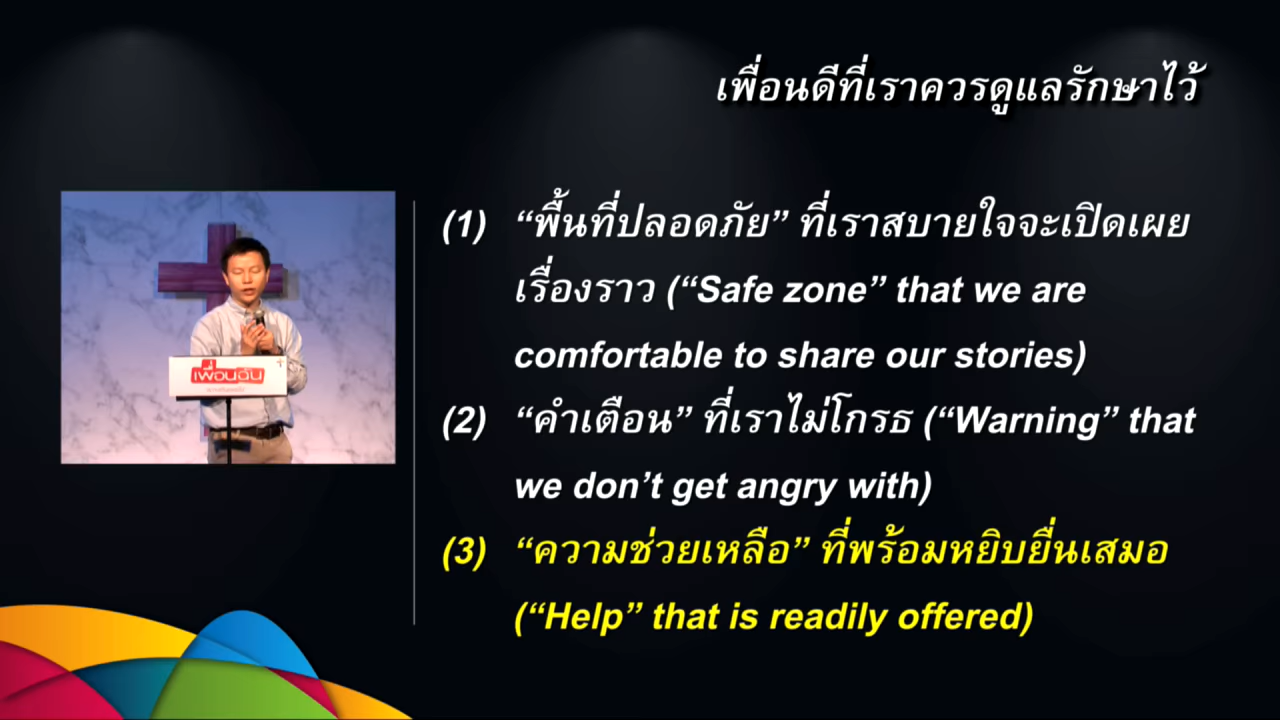 เพื่อนดีที่เราควรดูแลรักษาไว้
(1) “พื้นที่ปลอดภัย” ที่เราสบายใจจะเปิดเผย
เรื่องราว (“Safe zone” that we are
comfortable to share our stories)
(2) “คำเตือน” ที่เราไม่โกรธ (“Warning” that
we don’t get angry with)
(3) “ความช่วยเหลือ” ที่พร้อมหยิบยื่นเสมอ
(“Help” that is readily offered)
เพื่อนฉัน